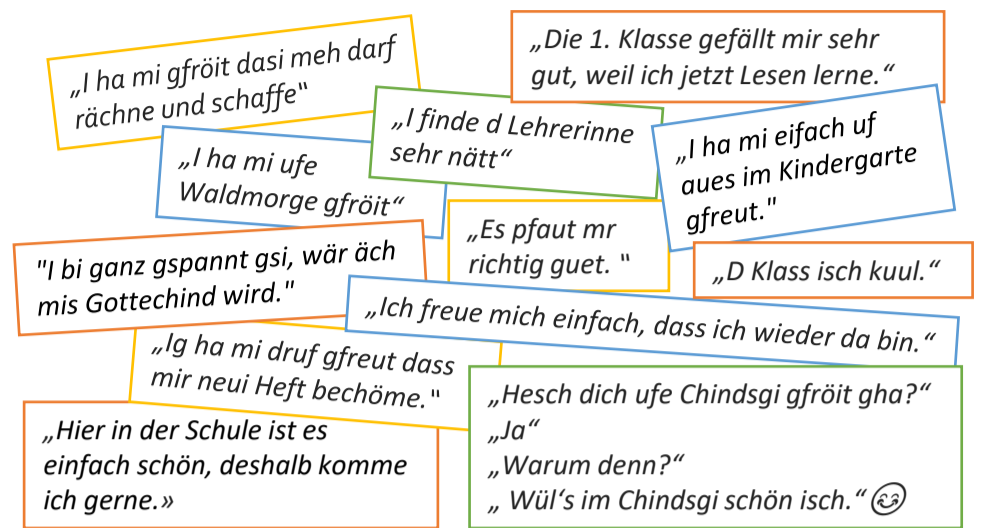 „I ha mi gfröit dasi meh darf
rächne und schaffe"
„Die 1. Klasse gefällt mir sehr
gut, weil ich jetzt Lesen lerne.“
„I finde d Lehrerinne
sehr nätt“
„I ha mi eifach uf
aues im Kindergarte
gfreut."
„I ha mi ufe
Waldmorge gfröit“
„Es pfaut mr
richtig guet. “
"I bi ganz gspannt gsi, wär äch
mis Gottechind wird."
„D Klass isch kuul.“
„Ich freue mich einfach, dass ich wieder da bin.“
„Ig ha mi druf gfreut dass
mir neui Heft bechöme.“
„Hier in der Schule ist es
einfach schön, deshalb komme
ich gerne.»
„Hesch dich ufe Chindsgi gfröit gha?“
„Ja“
„Warum denn?“
„ Wül‘s im Chindsgi schön isch.“ 😊